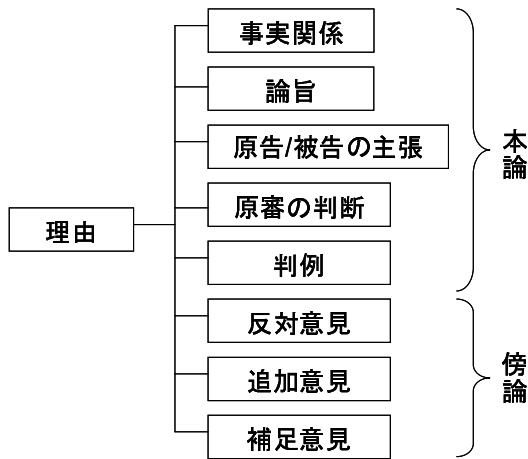 理由
事実関係
論旨
原告/被告の主張
原審の判断
判例
反対意見
追加意見
補足意見
本論
傍論